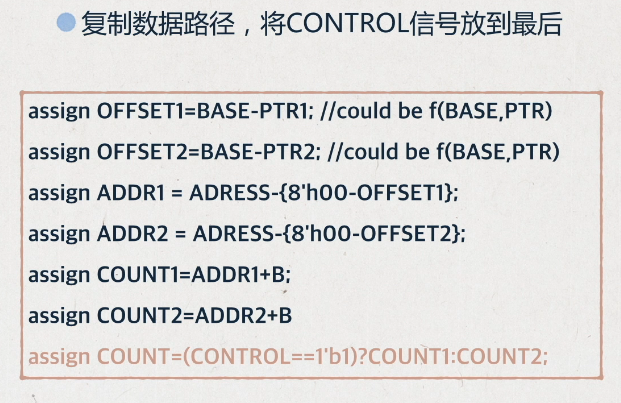 复制数据路径，将CONTROL信号放到最后
assign OFFSET1=BASE-PTR1; //could be f(BASE,PTR)
assign OFFSET2=BASE-PTR2; //could be f(BASE,PTR)
assign ADDR1 = ADRESS-{8'h00-OFFSET1};
assign ADDR2 = ADRESS-{8'h00-OFFSET2};
assign COUNT1=ADDR1+B;
assign COUNT2=ADDR2+B
assign COUNT=(CONTROL==1'b1)?COUNT1:COUNT2;